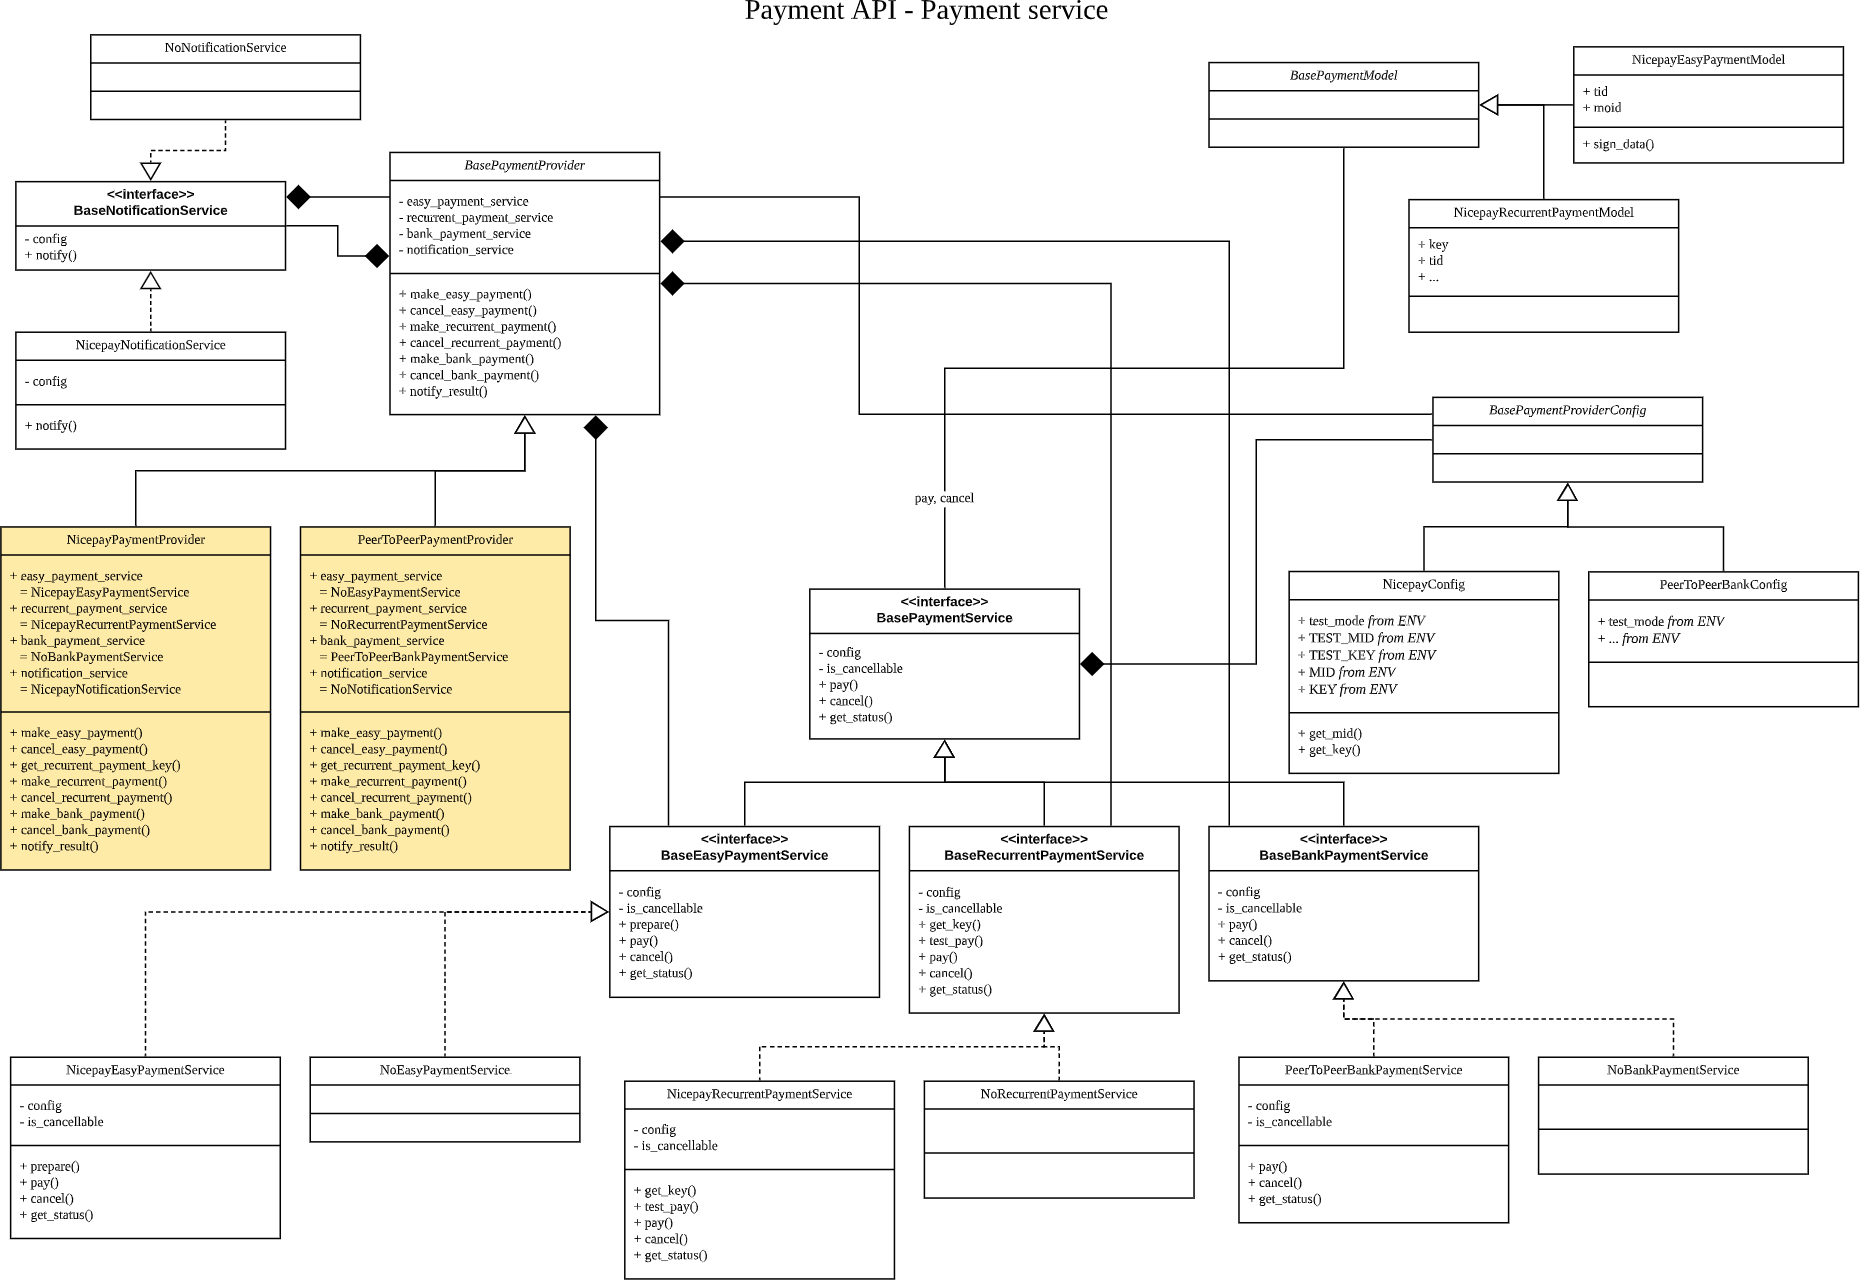 Payment API - Payment service
NoNotificationService
<<interface>>
BaseNotificationService
- config
+ notify()
NicepayNotificationService
- config
+ notify()
BasePaymentProvider
- easy_payment_service
- recurrent_payment_service
- bank_payment_service
- notification_service
+ make_easy_payment()
+ cancel_easy_payment()
+ make_recurrent_payment()
+ cancel_recurrent_payment()
+ make_bank_payment()
+ cancel_bank_payment()
+ notify_result()
BasePaymentModel
NicepayEasyPaymentModel
+ tid
+ moid
+ sign_data()
NicepayRecurrentPaymentModel
+ key
+ tid
+ ...
BasePaymentProviderConfig
pay, cancel
NicepayPaymentProvider
+ easy_payment_service
= NicepayEasyPaymentService
+ recurrent_payment_service
= NicepayRecurrentPaymentService
+ bank_payment_service
= NoBankPaymentService
+ notification_service
= NicepayNotificationService
+ make_easy_payment()
+ cancel_easy_payment()
+ get_recurrent_payment_key()
+ make_recurrent_payment()
+ cancel_recurrent_payment()
+ make_bank_payment()
+ cancel_bank_payment()
+ notify_result()
PeerToPeerPaymentProvider
+ easy_payment_service
= NoEasyPaymentService
+ recurrent_payment_service
= NoRecurrentPaymentService
+ bank_payment_service
= PeerToPeerBankPaymentService
+ notification_service
= NoNotificationService
+ make_easy_payment()
+ cancel_easy_payment()
+ get_recurrent_payment_key()
+ make_recurrent_payment()
+ cancel_recurrent_payment()
+ make_bank_payment()
+ cancel_bank_payment()
+ notify_result()
<<interface>>
BasePaymentService
- config
- is_cancellable
+ pay()
+ cancel()
+ get_status()
NicepayConfig
+ test_mode from ENV
+ TEST_MID from ENV
+ TEST_KEY from ENV
+ MID from ENV
+ KEY from ENV
+ get_mid()
+ get_key()
PeerToPeerBankConfig
+ test_mode from ENV
+ ... from ENV
<<interface>>
BaseEasyPaymentService
- config
- is_cancellable
+ prepare()
+ pay()
+ cancel()
+ get_status()
<<interface>>
BaseRecurrentPaymentService
- config
- is_cancellable
+ get_key()
+ test_pay()
+ pay()
+ cancel()
+ get_status()
<<interface>>
BaseBankPaymentService
- config
- is_cancellable
+ pay()
+ cancel()
+ get_status()
NicepayEasyPaymentService
- config
- is_cancellable
+ prepare()
+ pay()
+ cancel()
+ get_status()
NoEasyPaymentService
NicepayRecurrentPaymentService
- config
- is_cancellable
+ get_key()
+ test_pay()
+ pay()
+ cancel()
+ get_status()
NoRecurrentPaymentService
PeerToPeerBankPaymentService
- config
- is_cancellable
+ pay()
+ cancel()
+ get_status()
NoBankPaymentService